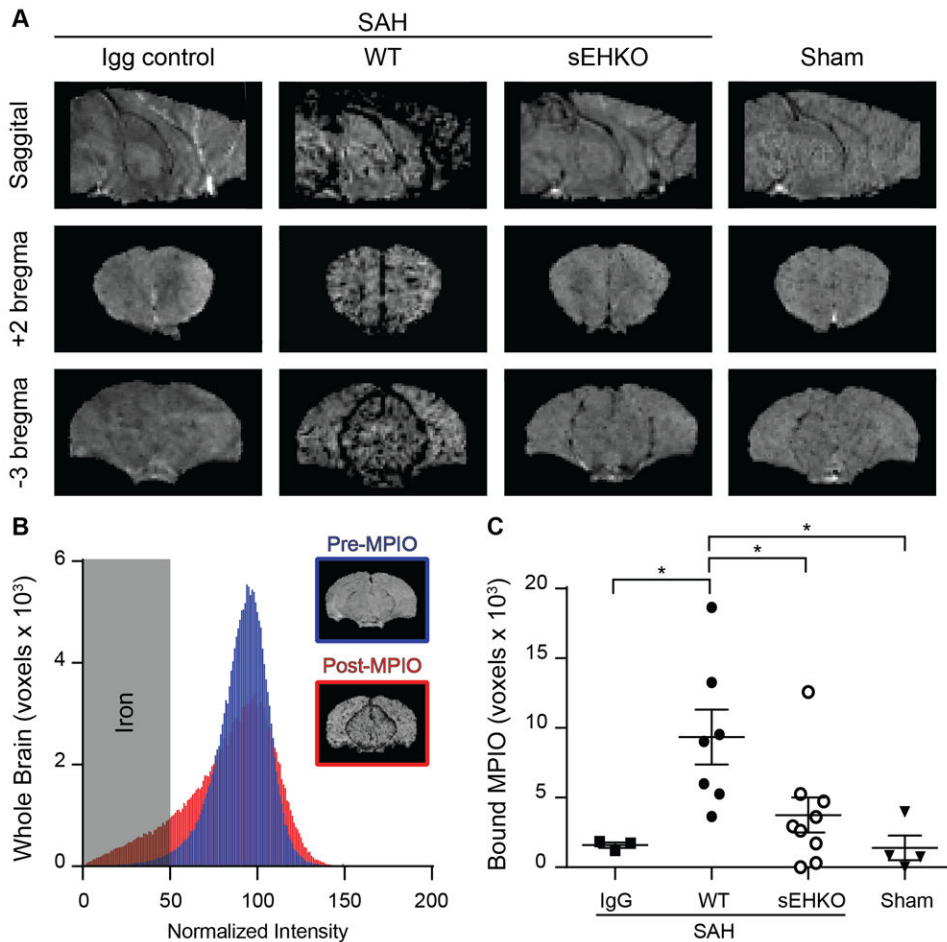 A
SAH
Igg control WT sEHKO Sham
Saggital
+2 bregma
-3 bregma
B
Whole Brain (voxels x 10³)
6
4
2
0
Iron
Pre-MPIO
Post-MPIO
0 50 100 150 200
Normalized Intensity
C
Bound MPIO (voxels x 10³)
20
15
10
5
0
*
*
*
IgG WT sEHKO Sham
SAH